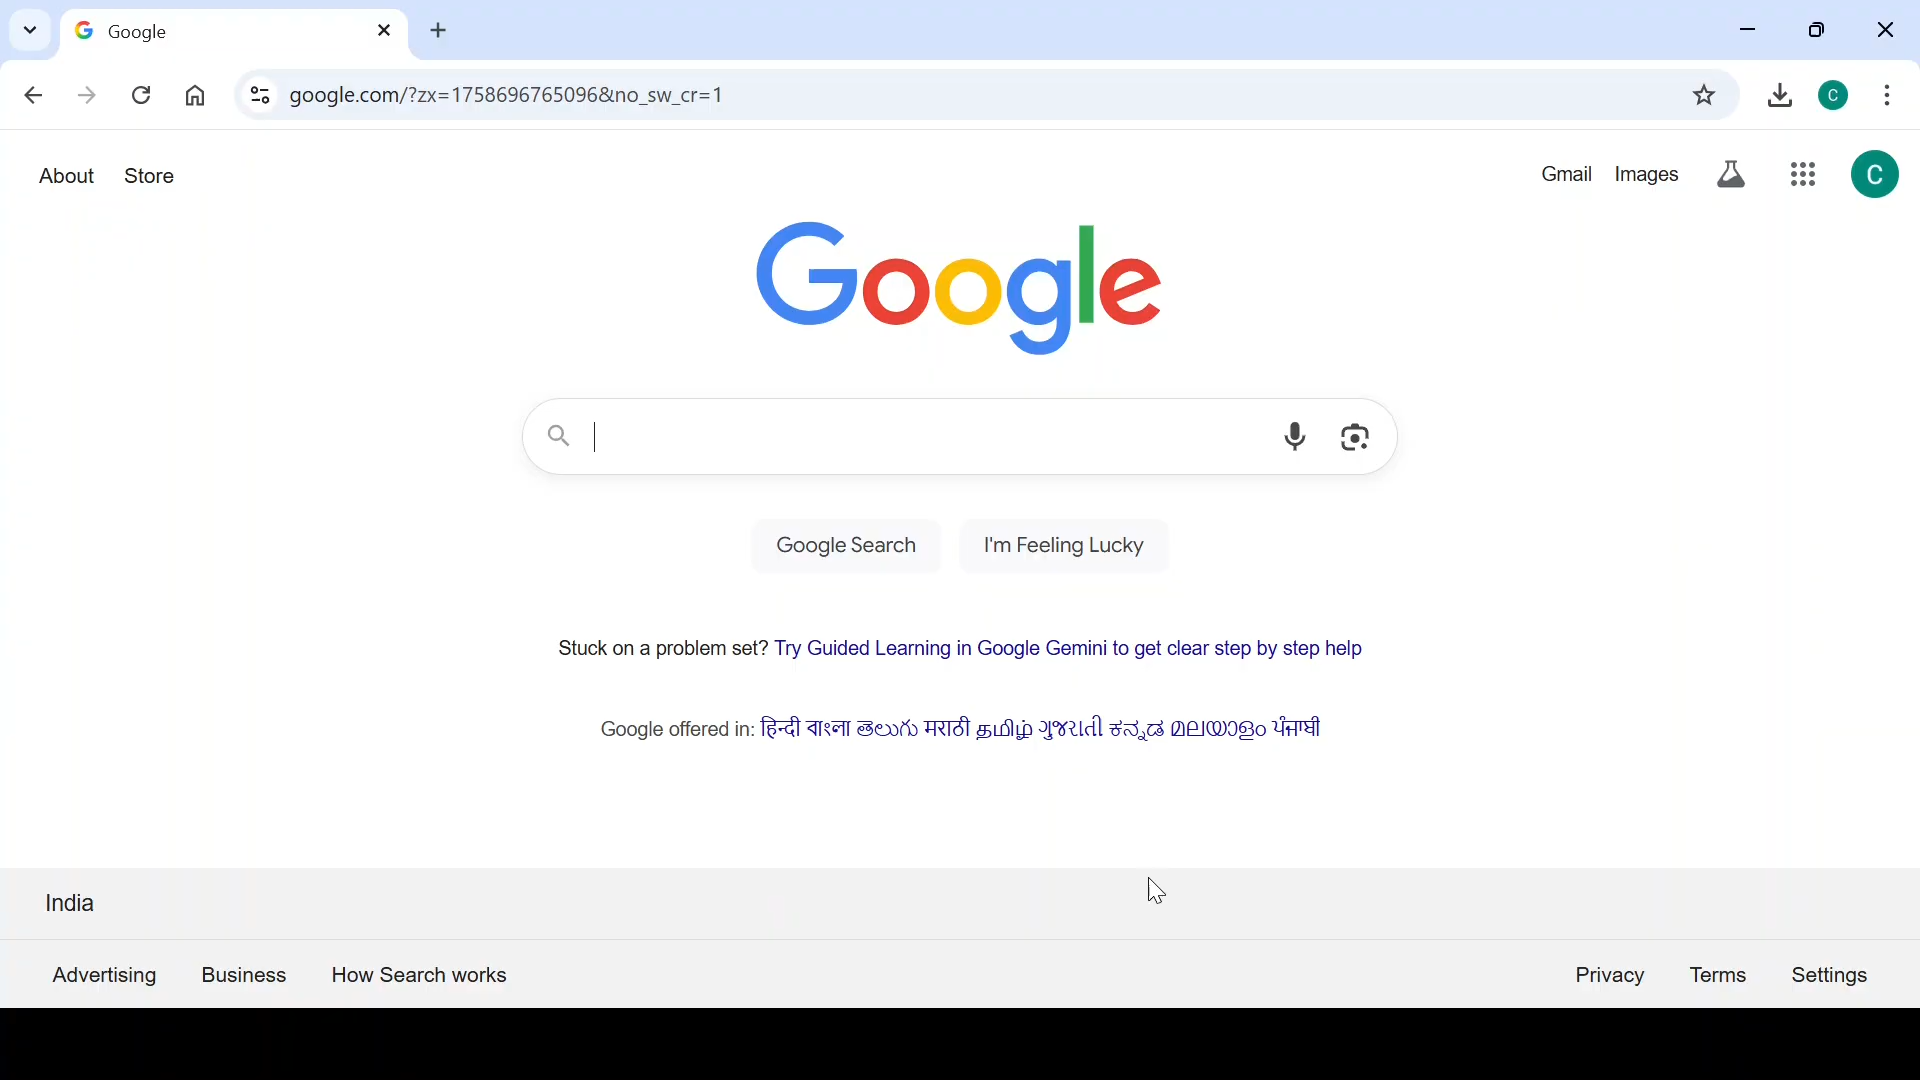 Google
google.com/?zx=1758696765096&no_sw_cr=1
C
About Store
Gmail Images
C
Google
Google Search
I'm Feeling Lucky
Stuck on a problem set? Try Guided Learning in Google Gemini to get clear step by step help
Google offered in: हिन्दी বাংলা తెలుగు मराठी தமிழ் ગુજરાતી ಕನ್ನಡ മലയാളം ਪੰਜਾਬੀ
India
Advertising Business How Search works
Privacy Terms Settings